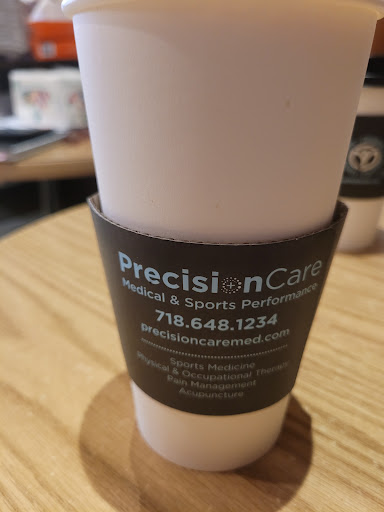 PrecisionCare
Medical & Sports Performance
718.648.1234
precisioncaremed.com
Sports Medicine
Physical & Occupational Therapy
Pain Management
Acupuncture